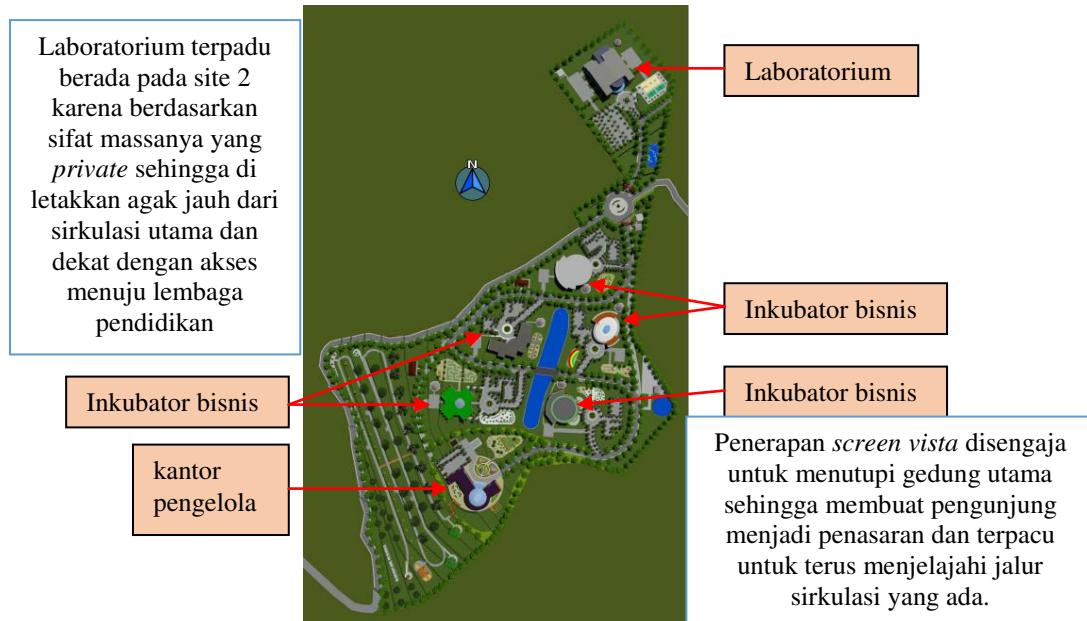 Laboratorium terpadu
berada pada site 2
karena berdasarkan
sifat massanya yang
private sehingga di
letakkan agak jauh dari
sirkulasi utama dan
dekat dengan akses
menuju lembaga
pendidikan
Laboratorium
N
Inkubator bisnis
Inkubator bisnis
Inkubator bisnis
kantor
pengelola
Penerapan screen vista disengaja
untuk menutupi gedung utama
sehingga membuat pengunjung
menjadi penasaran dan terpacu
untuk terus menjelajahi jalur
sirkulasi yang ada.